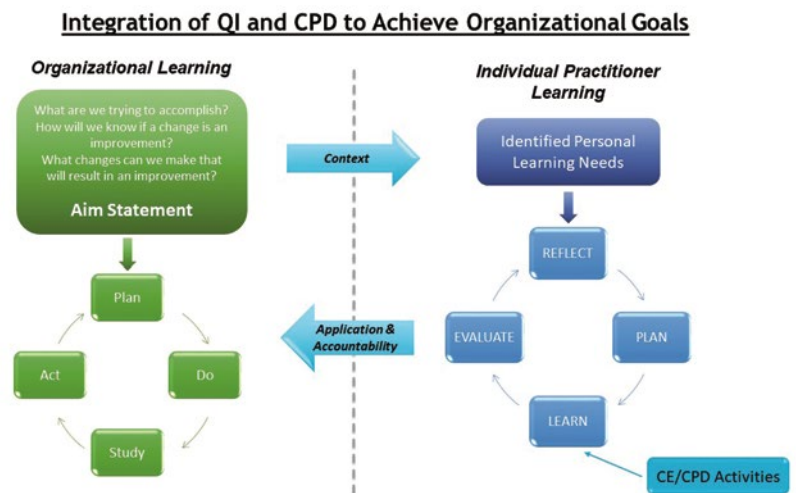 Integration of QI and CPD to Achieve Organizational Goals
Organizational Learning
What are we trying to accomplish?
How will we know if a change is an
improvement?
What changes can we make that
will result in an improvement?
Aim Statement
Plan
Do
Study
Act
Context
Application &
Accountability
Individual Practitioner
Learning
Identified Personal
Learning Needs
REFLECT
PLAN
LEARN
EVALUATE
CE/CPD Activities